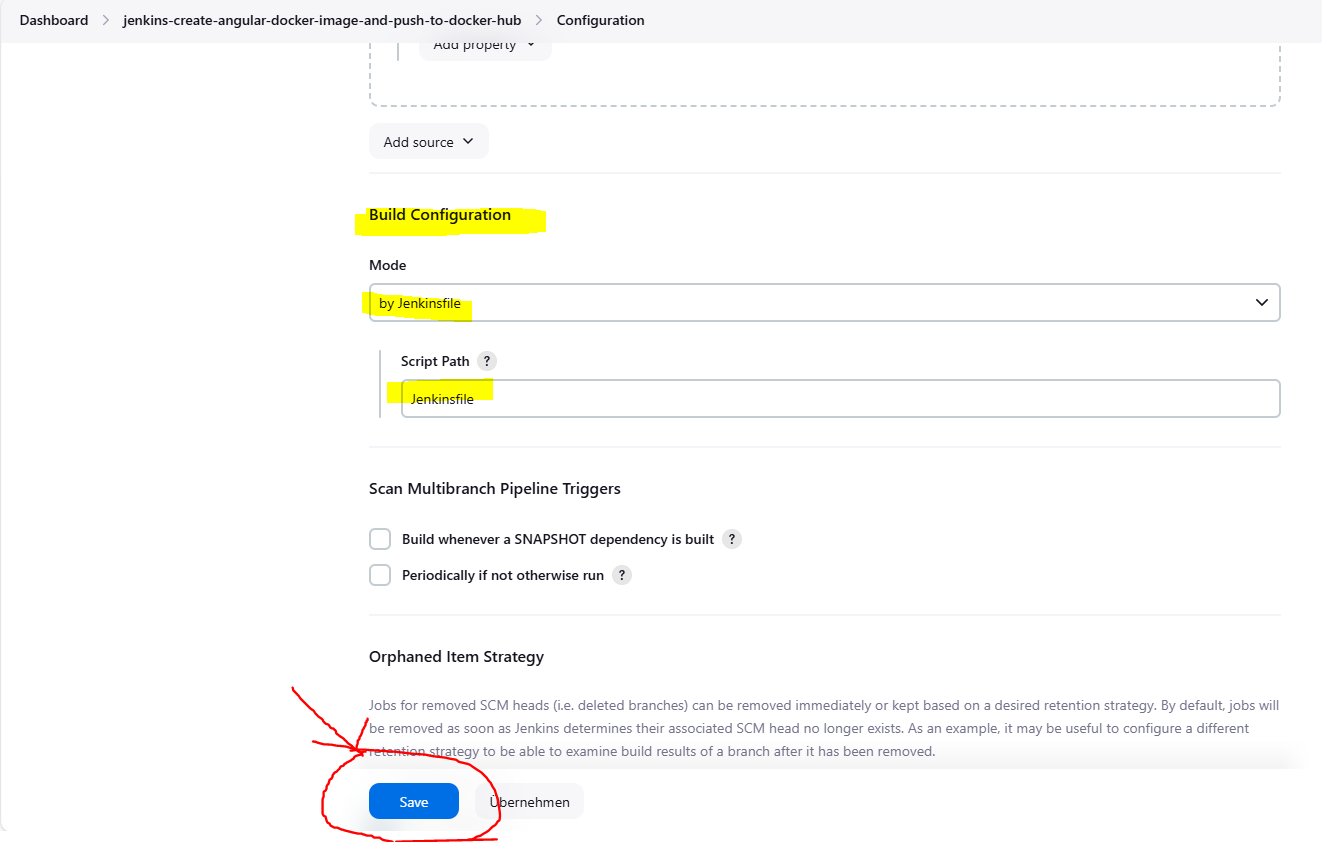 Dashboard > jenkins-create-angular-docker-image-and-push-to-docker-hub > Configuration
Add property
Add source
Build Configuration
Mode
by Jenkinsfile
Script Path ?
Jenkinsfile
Scan Multibranch Pipeline Triggers
Build whenever a SNAPSHOT dependency is built ?
Periodically if not otherwise run ?
Orphaned Item Strategy
Jobs for removed SCM heads (i.e. deleted branches) can be removed immediately or kept based on a desired retention strategy. By default, jobs will
be removed as soon as Jenkins determines their associated SCM head no longer exists. As an example, it may be useful to configure a different
retention strategy to be able to examine build results of a branch after it has been removed.
Save Übernehmen